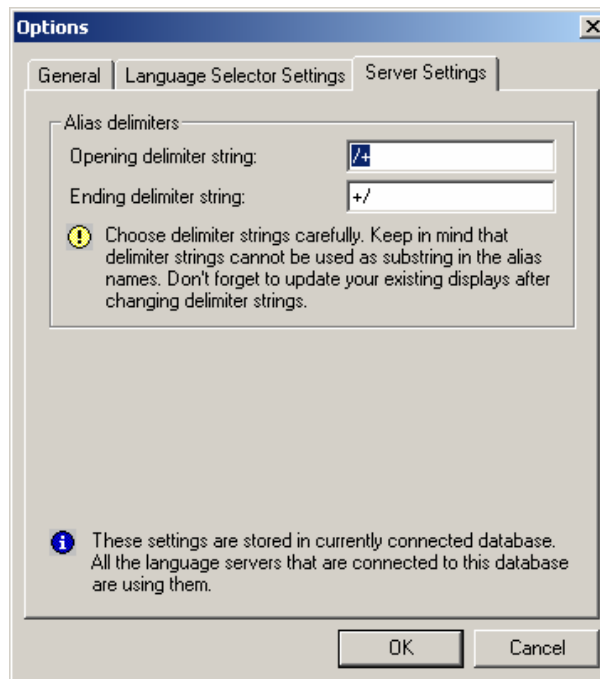 Options
General
Language Selector Settings
Server Settings
Alias delimiters
Opening delimiter string:
/+
Ending delimiter string:
+/
Choose delimiter strings carefully. Keep in mind that
delimiter strings cannot be used as substring in the alias
names. Don't forget to update your existing displays after
changing delimiter strings.
These settings are stored in currently connected database.
All the language servers that are connected to this database
are using them.
OK
Cancel